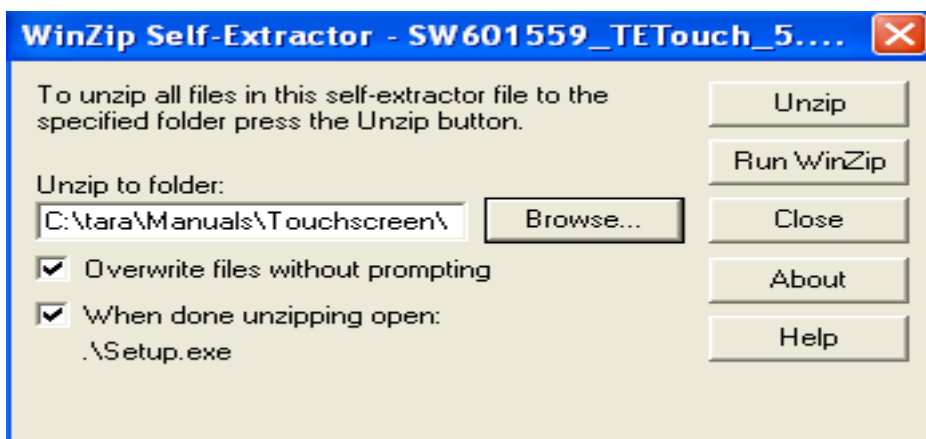 WinZip Self-Extractor - SW601559_TETouch_5....
To unzip all files in this self-extractor file to the
specified folder press the Unzip button.
Unzip to folder:
C:\tara\Manuals\Touchscreen\
Browse...
Overwrite files without prompting
When done unzipping open:
.\Setup.exe
Unzip
Run WinZip
Close
About
Help